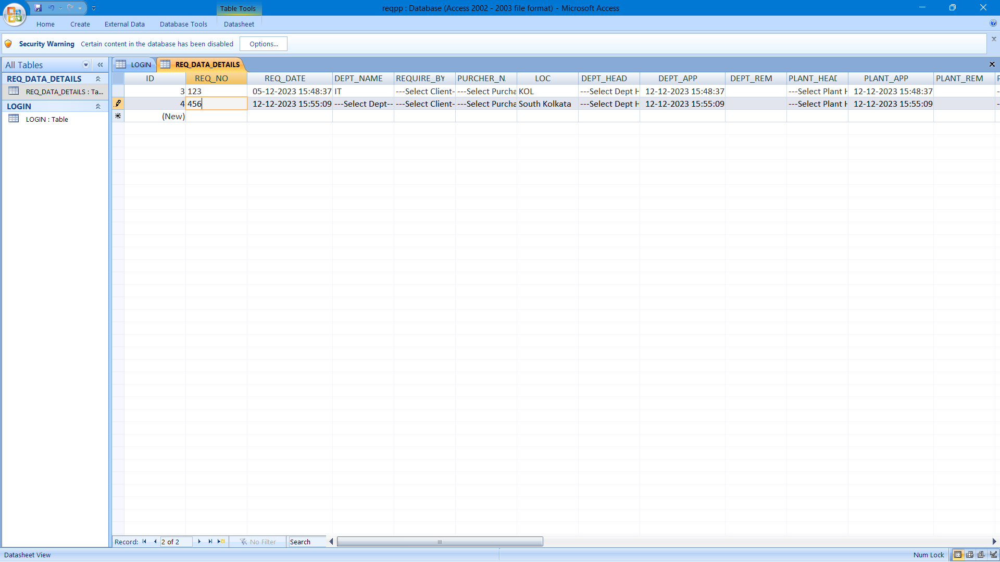 Table Tools
reqpp : Database (Access 2002 - 2003 file format) - Microsoft Access
Home Create External Data Database Tools Datasheet
Security Warning Certain content in the database has been disabled Options...
All Tables
REQ_DATA_DETAILS
REQ_DATA_DETAILS : Ta...
LOGIN
LOGIN : Table
LOGIN REQ_DATA_DETAILS
ID REQ_NO REQ_DATE DEPT_NAME REQUIRE_BY PURCHER_N LOC DEPT_HEAD DEPT_APP DEPT_REM PLANT_HEAD PLANT_APP PLANT_REM
3 123 05-12-2023 15:48:37 IT ---Select Client- ---Select Purcha KOL ---Select Dept H 12-12-2023 15:48:37 ---Select Plant H 12-12-2023 15:48:37 -
4 456 12-12-2023 15:55:09 ---Select Dept-- ---Select Client- ---Select Purcha South Kolkata ---Select Dept H 12-12-2023 15:55:09 ---Select Plant H 12-12-2023 15:55:09 -
(New)
Record: 2 of 2 No Filter Search
Datasheet View Num Lock